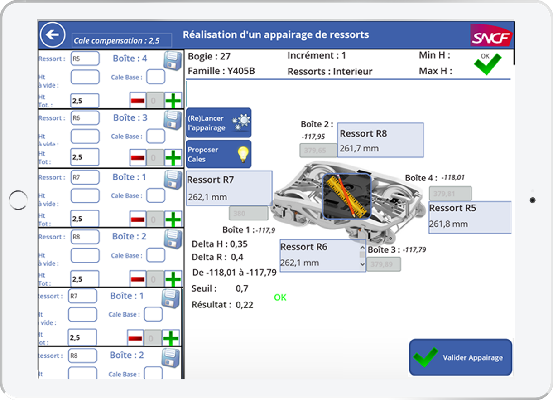 Cale compensation : 2,5
Réalisation d'un appairage de ressorts
SNCF
Ressort : R5 Boîte : 4
Ht à vide : Cale Base :
Ht Tot. : 2,5 0
Ressort : R6 Boîte : 3
Ht à vide : Cale Base :
Ht Tot : 2,5 0
Ressort : R7 Boîte : 1
Ht à vide : Cale Base :
Ht Tot : 2,5 0
Ressort : R8 Boîte : 2
Ht à vide : Cale Base :
Ht Tot : 2,5 0
Ressort : R7 Boîte : 1
Ht à vide : Cale Base :
Ht Tot : 2,5 0
Ressort : R8 Boîte : 2
Cale Base :
Bogie : 27 Incrément : 1 Min H : OK
Famille : Y405B Ressorts : Interieur Max H :
(Re)Lancer l'appairage
Proposer Cales
Boîte 2 :
-117,95
Ressort R8
261,7 mm
Ressort R7
262,1 mm
Boîte 4 : -118,01
Ressort R5
261,8 mm
Boîte 1 : -117,9
Ressort R6
262,1 mm
Boîte 3 : -117,79
Delta H : 0,35
Delta R : 0,4
De -118,01 à -117,79
Seuil : 0,7
OK
Résultat : 0,22
Valider Appairage